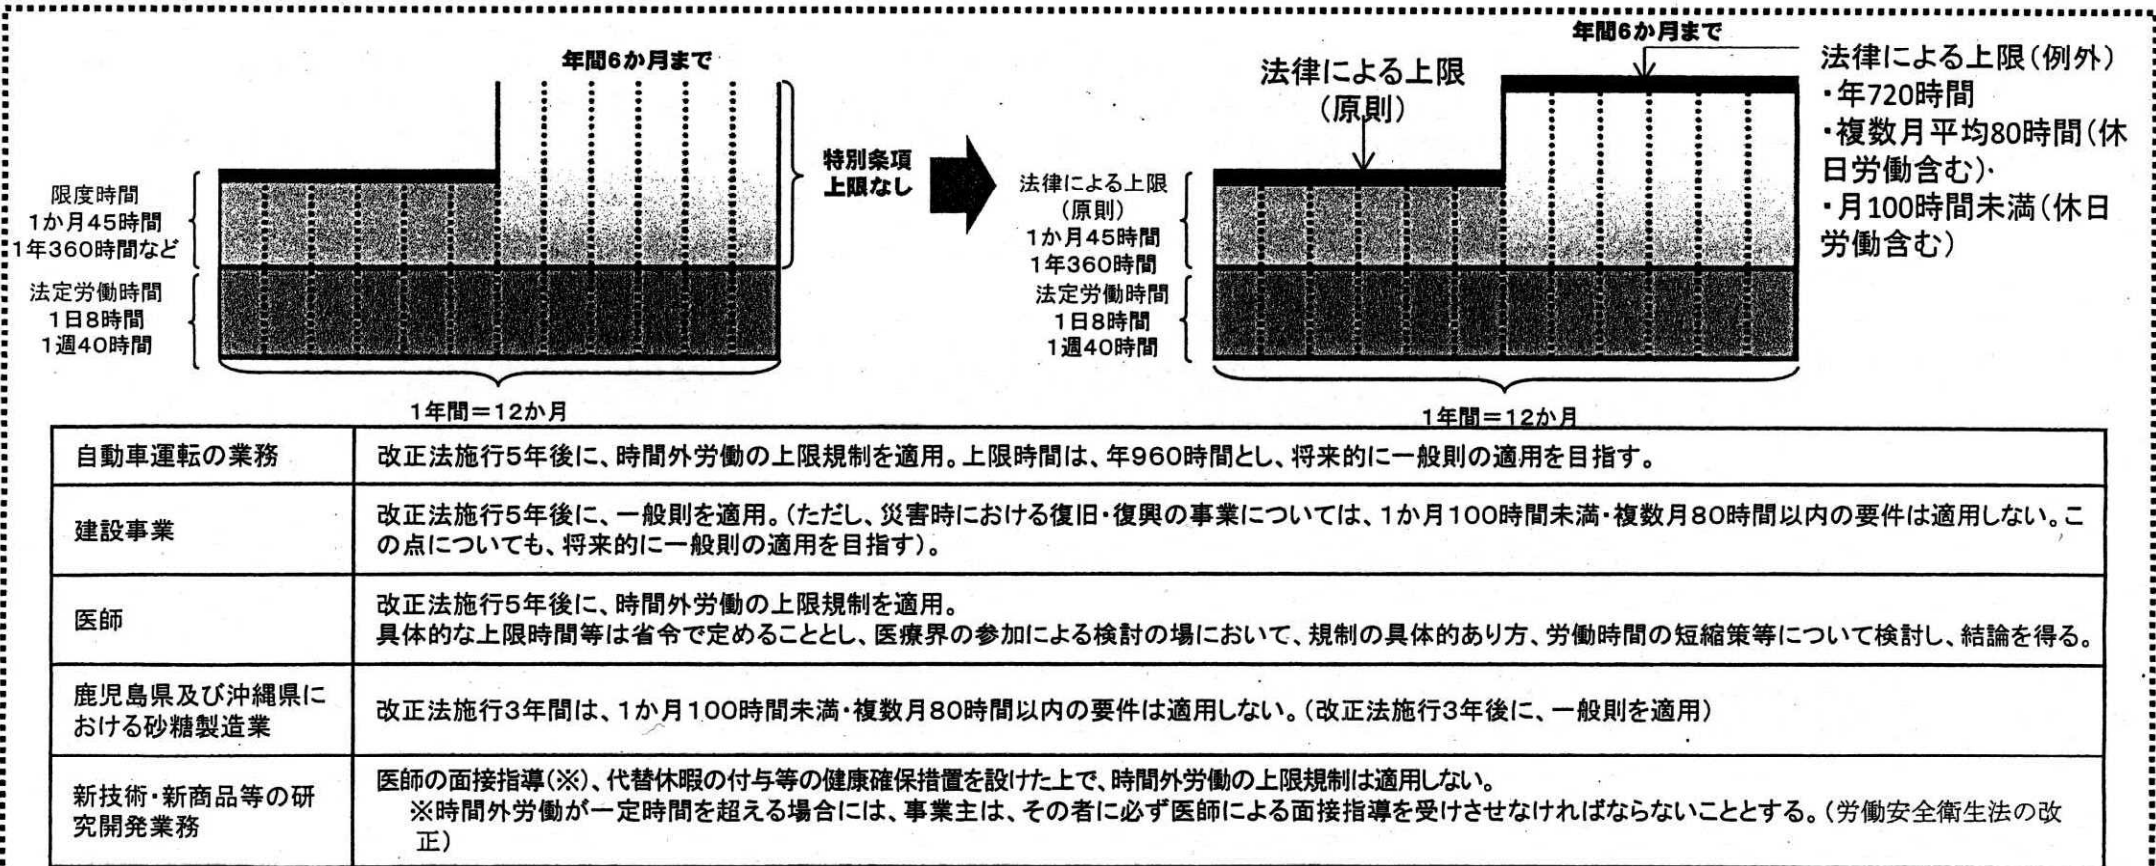 年間6か月まで
限度時間
1か月45時間
1年360時間など
法定労働時間
1日8時間
1週40時間
特別条項
上限なし
1年間=12か月
年間6か月まで
法律による上限
(原則)
法律による上限
(原則)
1か月45時間
1年360時間
法定労働時間
1日8時間
1週40時間
1年間=12か月
法律による上限(例外)
・年720時間
・複数月平均80時間(休
日労働含む)・
・月100時間未満(休日
労働含む)
自動車運転の業務
改正法施行5年後に、時間外労働の上限規制を適用。上限時間は、年960時間とし、将来的に一般則の適用を目指す。
建設事業
改正法施行5年後に、一般則を適用。(ただし、災害時における復旧・復興の事業については、1か月100時間未満・複数月80時間以内の要件は適用しない。こ
の点についても、将来的に一般則の適用を目指す)。
医師
改正法施行5年後に、時間外労働の上限規制を適用。
具体的な上限時間等は省令で定めることとし、医療界の参加による検討の場において、規制の具体的あり方、労働時間の短縮策等について検討し、結論を得る。
鹿児島県及び沖縄県に
おける砂糖製造業
改正法施行3年間は、1か月100時間未満・複数月80時間以内の要件は適用しない。(改正法施行3年後に、一般則を適用)
新技術・新商品等の研
究開発業務
医師の面接指導(※)、代替休暇の付与等の健康確保措置を設けた上で、時間外労働の上限規制は適用しない。
※時間外労働が一定時間を超える場合には、事業主は、その者に必ず医師による面接指導を受けさせなければならないこととする。(労働安全衛生法の改
正)